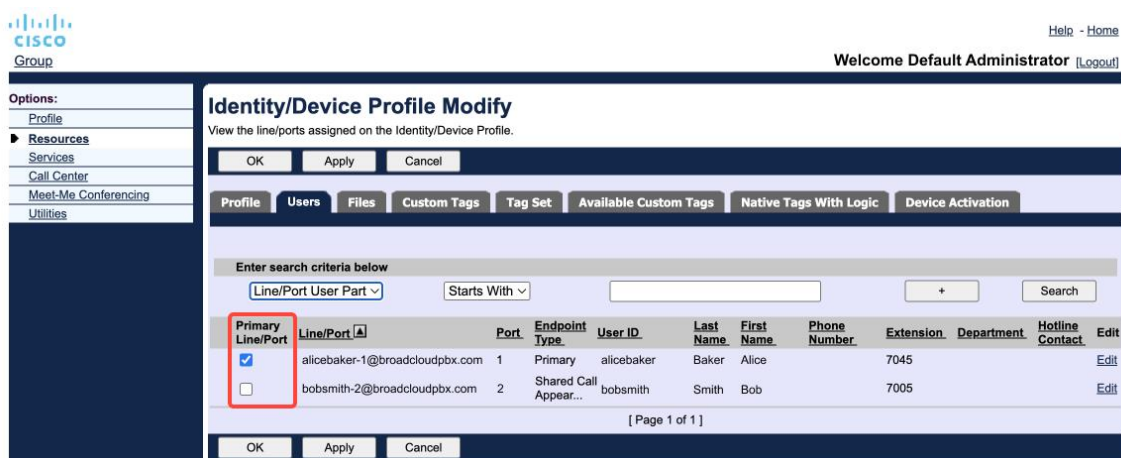 CISCO
Help - Home
Group
Welcome Default Administrator [Logout]
Options:
Profile
Resources
Services
Call Center
Meet-Me Conferencing
Utilities
Identity/Device Profile Modify
View the line/ports assigned on the Identity/Device Profile.
OK Apply Cancel
Profile Users Files Custom Tags Tag Set Available Custom Tags Native Tags With Logic Device Activation
Enter search criteria below
Line/Port User Part Starts With + Search
Primary Line/Port Line/Port Port Endpoint Type User ID Last Name First Name Phone Number Extension Department Hotline Contact Edit
alicebaker-1@broadcloudpbx.com 1 Primary alicebaker Baker Alice 7045 Edit
bobsmith-2@broadcloudpbx.com 2 Shared Call Appear... bobsmith Smith Bob 7005 Edit
[ Page 1 of 1 ]
OK Apply Cancel